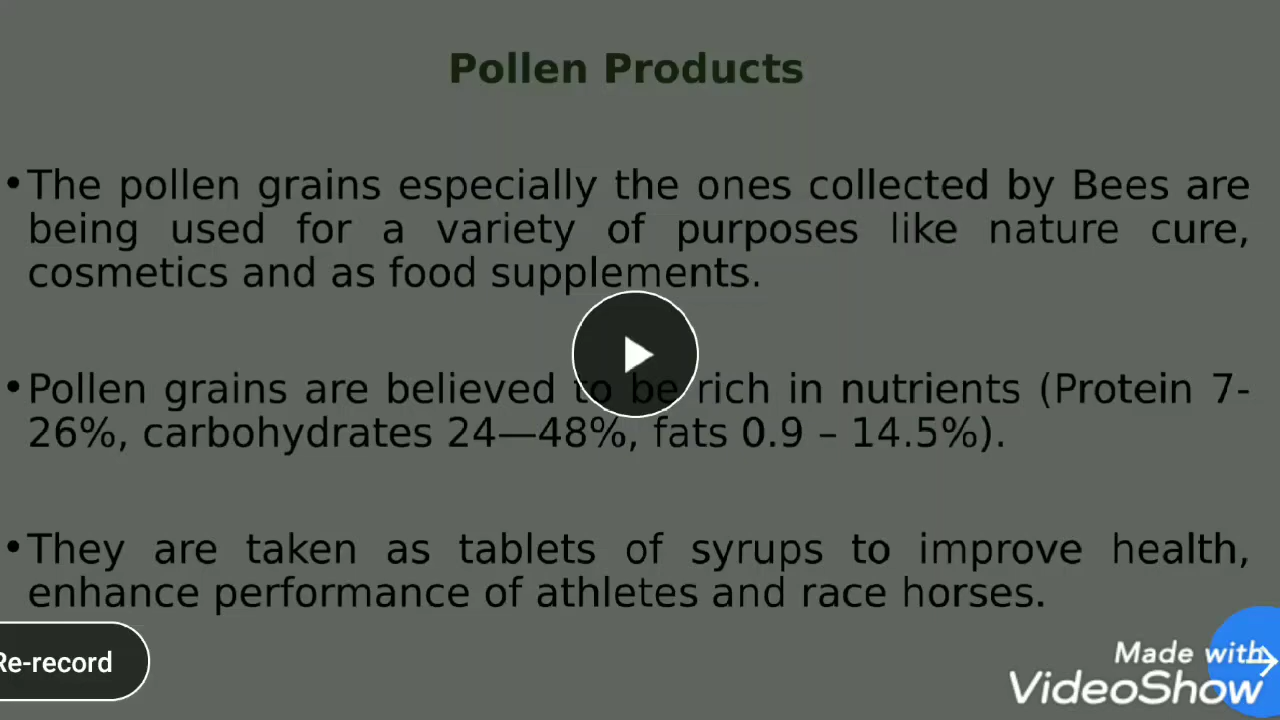 Pollen Products
•The pollen grains especially the ones collected by Bees are
being used for a variety of purposes like nature cure,
cosmetics and as food supplements.
•Pollen grains are believed to be rich in nutrients (Protein 7-
26%, carbohydrates 24—48%, fats 0.9 – 14.5%).
•They are taken as tablets of syrups to improve health,
enhance performance of athletes and race horses.
Re-record
Made with
VideoShow